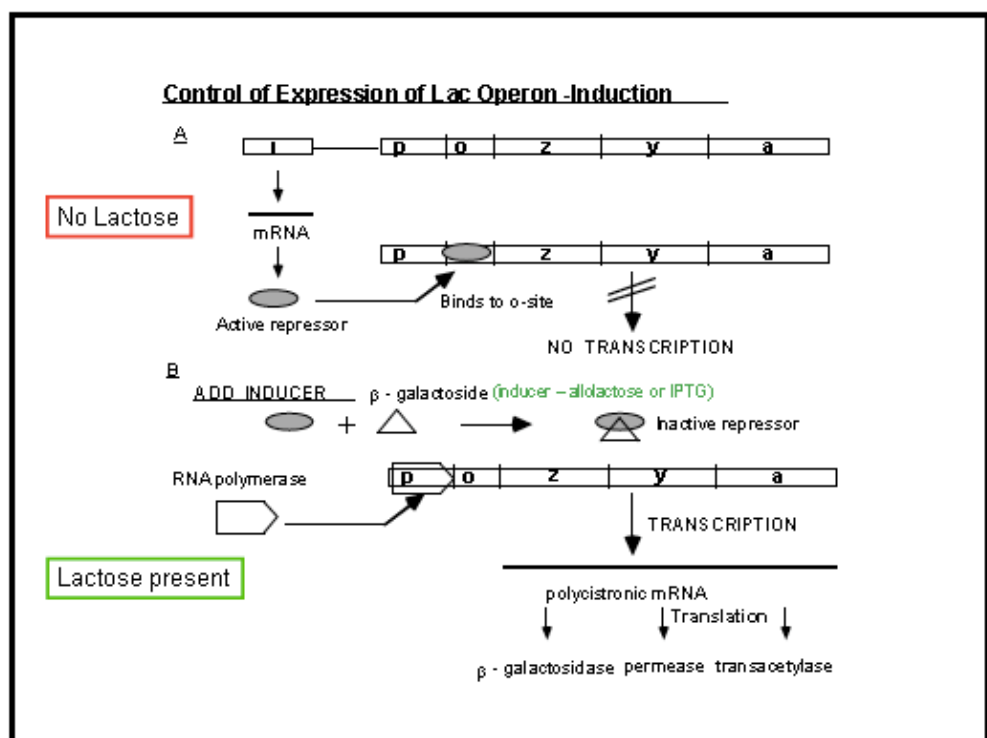 Control of Expression of Lac Operon -Induction
A
i p o z y a
No Lactose
mRNA
p z y a
Active repressor
Binds to o-site
NO TRANSCRIPTION
B
ADD INDUCER β - galactoside (inducer – allolactose or IPTG)
+
Inactive repressor
RNA polymerase
p o z y a
TRANSCRIPTION
Lactose present
polycistronic mRNA
Translation
β - galactosidase permease transacetylase